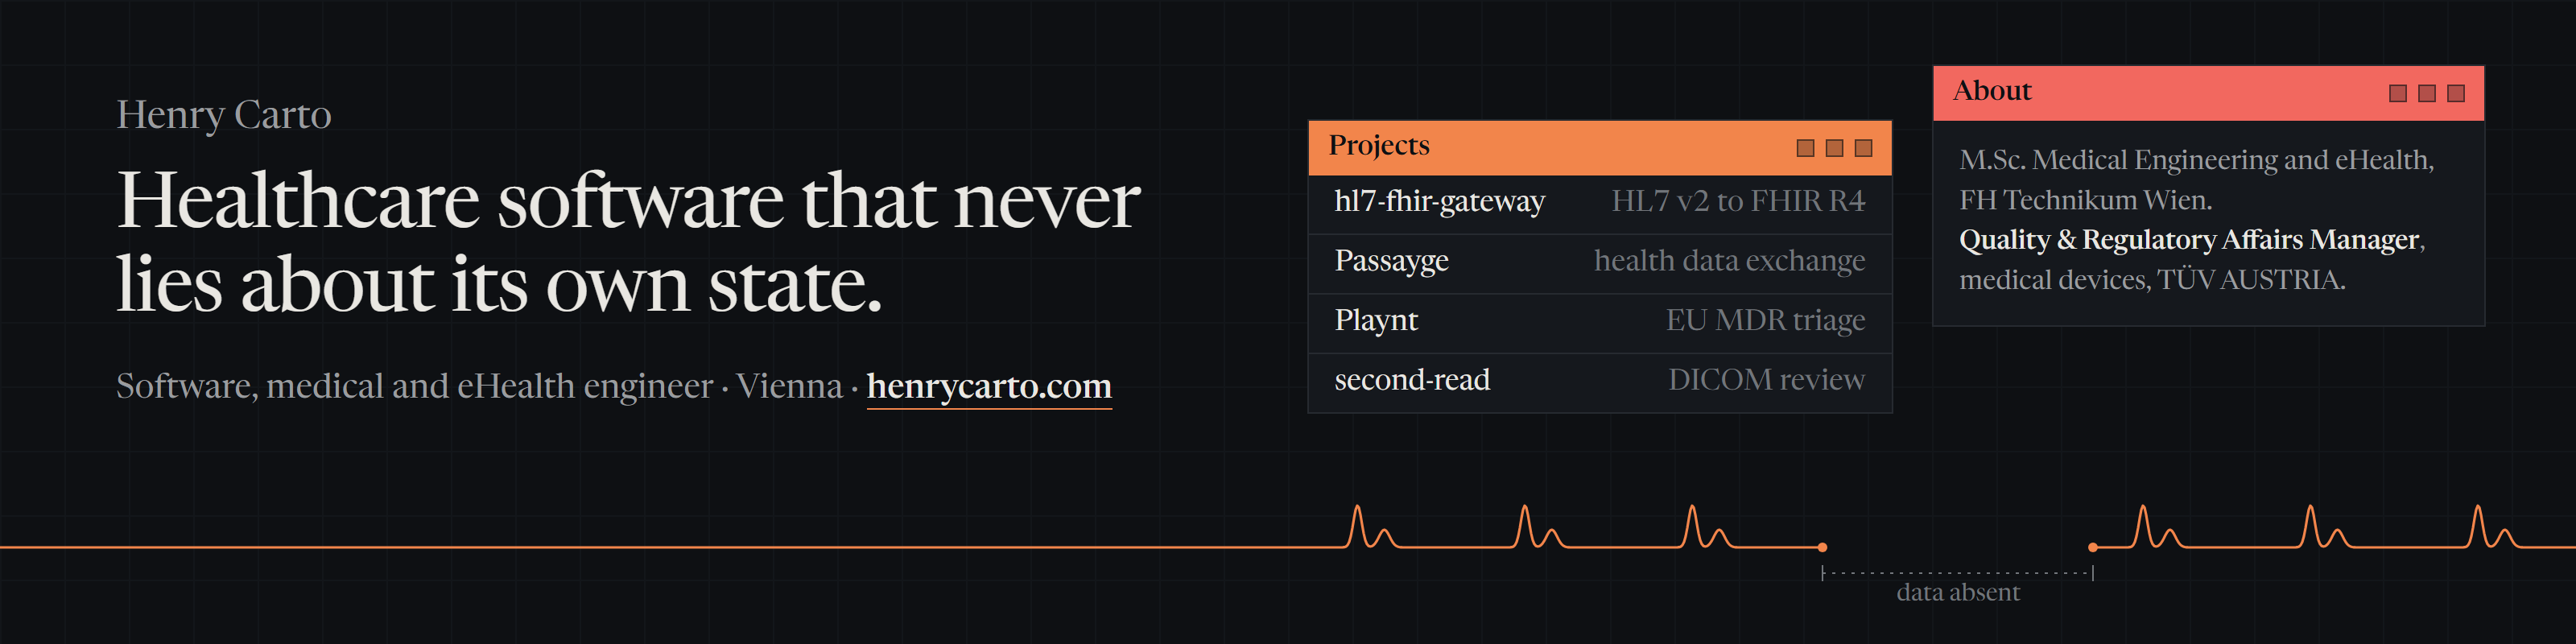 Henry Carto
Healthcare software that never
lies about its own state.
Software, medical and eHealth engineer · Vienna · henrycarto.com
Projects
hl7-fhir-gateway HL7 v2 to FHIR R4
Passayge health data exchange
Playnt EU MDR triage
second-read DICOM review
About
M.Sc. Medical Engineering and eHealth,
FH Technikum Wien.
Quality & Regulatory Affairs Manager,
medical devices, TÜV AUSTRIA.
data absent